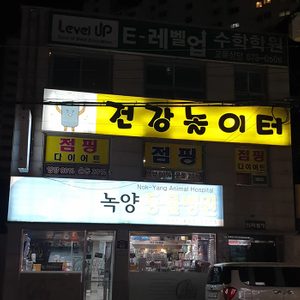 Level UP
E-레벨업 수학학원
건강놀이터
점핑
다이어트
점핑
다이어트
점핑
다이어트
Nok-Yang Animal Hospital
녹양 동물병원